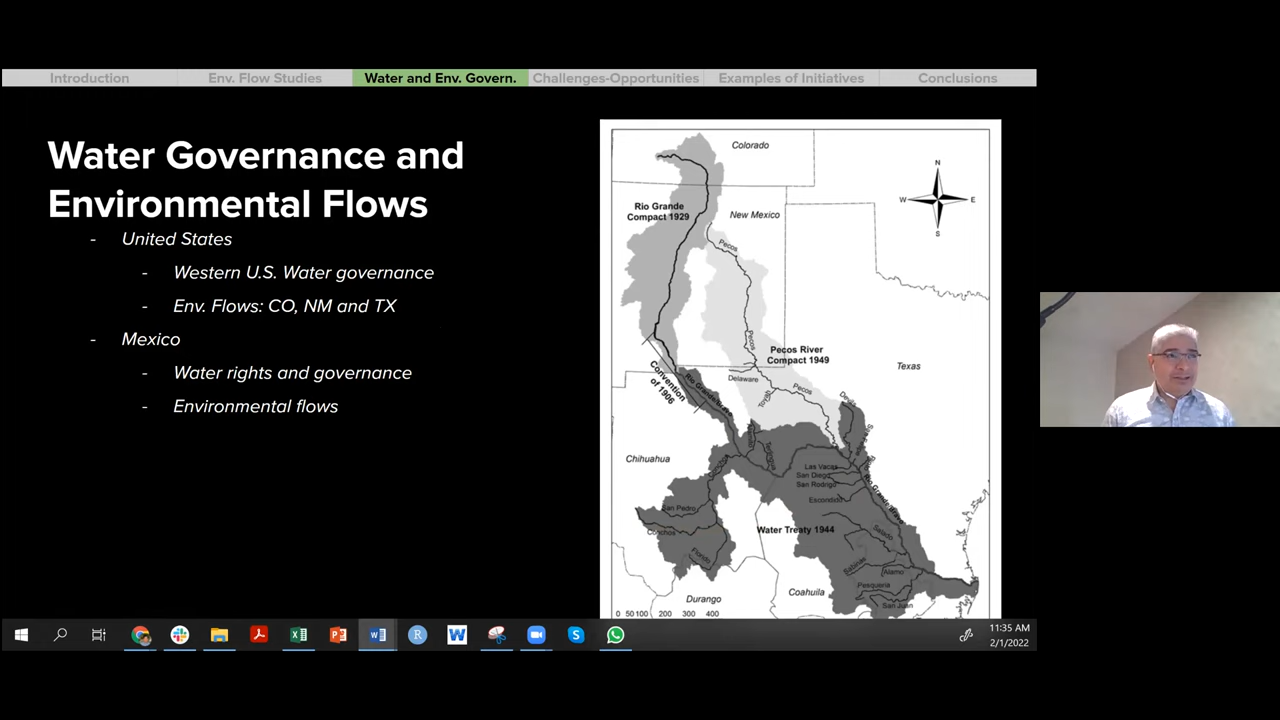 Introduction
Env. Flow Studies
Water and Env. Govern.
Challenges-Opportunities
Examples of Initiatives
Conclusions
Water Governance and
Environmental Flows
- United States
- Western U.S. Water governance
- Env. Flows: CO, NM and TX
- Mexico
- Water rights and governance
- Environmental flows
Colorado
N
W
E
S
Rio Grande
Compact 1929
New Mexico
Pecos
Pecos
Pecos River
Compact 1949
Texas
Convention
of 1906
Delaware
Pecos
Chihuahua
Las Vacas
San Diego
San Rodrigo
Escondido
San Pedro
Conchos
Florido
Water Treaty 1944
Salado
Sabinas
Alamo
Pesqueria
San Juan
Durango
Coahuila
0 50 100 200 300 400
11:35 AM
2/1/2022